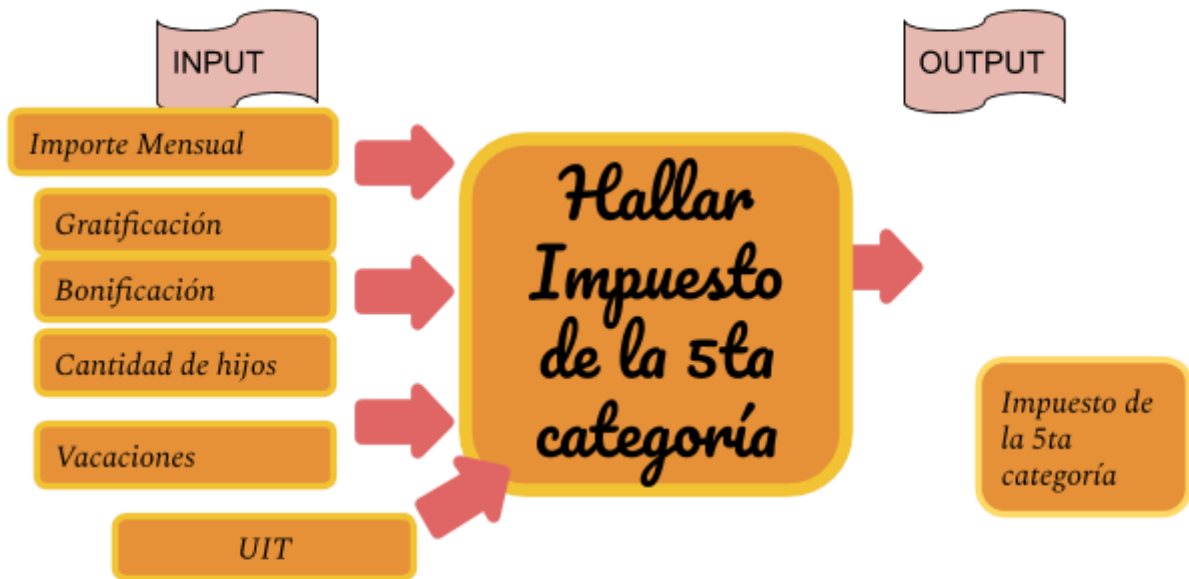 INPUT
OUTPUT
Importe Mensual
Gratificación
Bonificación
Cantidad de hijos
Vacaciones
UIT
Hallar
Impuesto
de la 5ta
categoría
Impuesto de
la 5ta
categoría